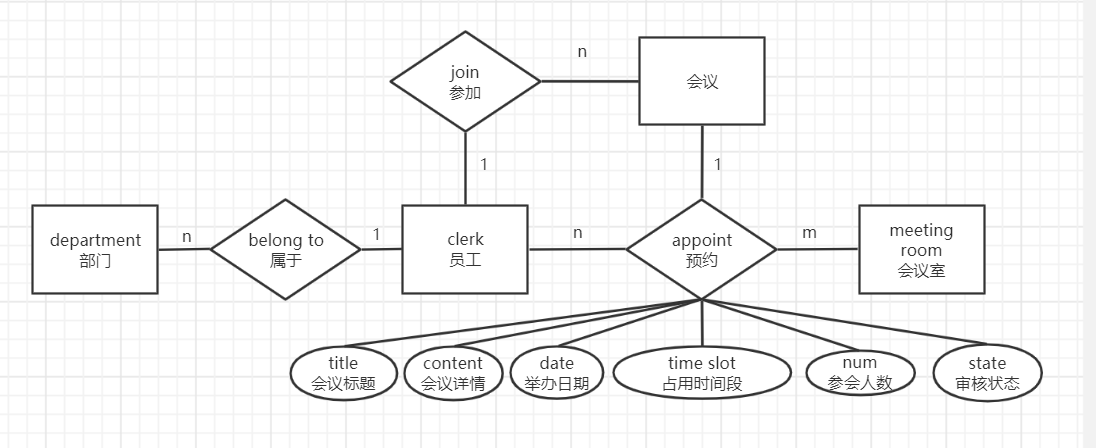 n
join
参加
会议
1
1
department
部门
n
belong to
属于
1
clerk
员工
n
appoint
预约
m
meeting
room
会议室
title
会议标题
content
会议详情
date
举办日期
time slot
占用时间段
num
参会人数
state
审核状态